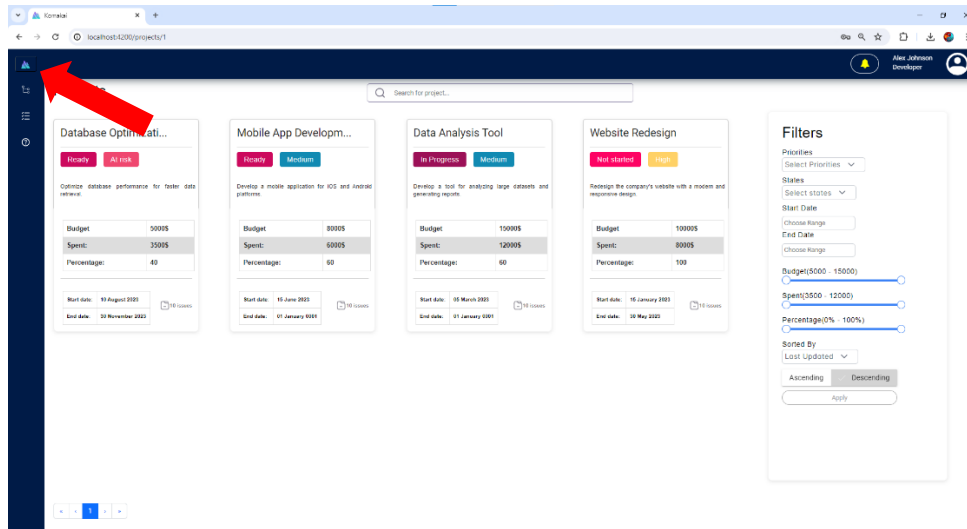 Korrakai
localhost:4200/projects/1
Alex Johnson
Developer
Search for project...
Database Optimizati...
Ready At risk
Optimize database performance for faster data
retrieval.
Budget 5000$
Spent: 3500$
Percentage: 40
Start date: 10 August 2023
End date: 30 November 2023
10 issues
Mobile App Developm...
Ready Medium
Develop a mobile application for iOS and Android
platforms.
Budget 8000$
Spent: 6000$
Percentage: 60
Start date: 15 June 2023
End date: 01 January 0001
10 issues
Data Analysis Tool
In Progress Medium
Develop a tool for analyzing large datasets and
generating reports.
Budget 15000$
Spent: 12000$
Percentage: 60
Start date: 05 March 2023
End date: 01 January 0001
10 issues
Website Redesign
Not started High
Redesign the company's website with a modern and
responsive design.
Budget 10000$
Spent: 8000$
Percentage: 100
Start date: 15 January 2023
End date: 30 May 2023
10 issues
Filters
Priorities
Select Priorities
States
Select states
Start Date
Choose Range
End Date
Choose Range
Budget(5000 - 15000)
Spent(3500 - 12000)
Percentage(0% - 100%)
Sorted By
Last Updated
Ascending Descending
Apply
« ‹ 1 › »